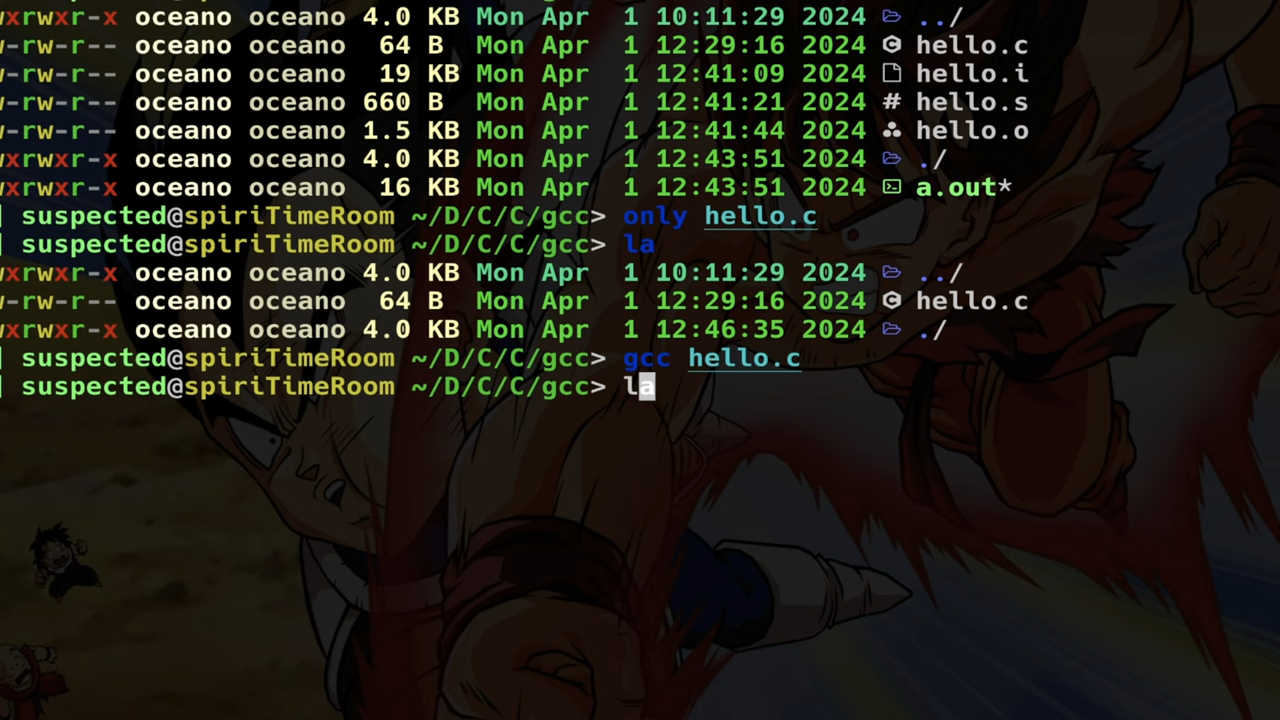 xrwxr-x oceano oceano 4.0 KB Mon Apr 1 10:11:29 2024 ../
-rw-r-- oceano oceano 64 B Mon Apr 1 12:29:16 2024 hello.c
-rw-r-- oceano oceano 19 KB Mon Apr 1 12:41:09 2024 hello.i
-rw-r-- oceano oceano 660 B Mon Apr 1 12:41:21 2024 # hello.s
-rw-r-- oceano oceano 1.5 KB Mon Apr 1 12:41:44 2024 hello.o
xrwxr-x oceano oceano 4.0 KB Mon Apr 1 12:43:51 2024 ./
xrwxr-x oceano oceano 16 KB Mon Apr 1 12:43:51 2024 a.out*
suspected@spiriTimeRoom ~/D/C/C/gcc> only hello.c
suspected@spiriTimeRoom ~/D/C/C/gcc> la
xrwxr-x oceano oceano 4.0 KB Mon Apr 1 10:11:29 2024 ../
-rw-r-- oceano oceano 64 B Mon Apr 1 12:29:16 2024 hello.c
xrwxr-x oceano oceano 4.0 KB Mon Apr 1 12:46:35 2024 ./
suspected@spiriTimeRoom ~/D/C/C/gcc> gcc hello.c
suspected@spiriTimeRoom ~/D/C/C/gcc> la